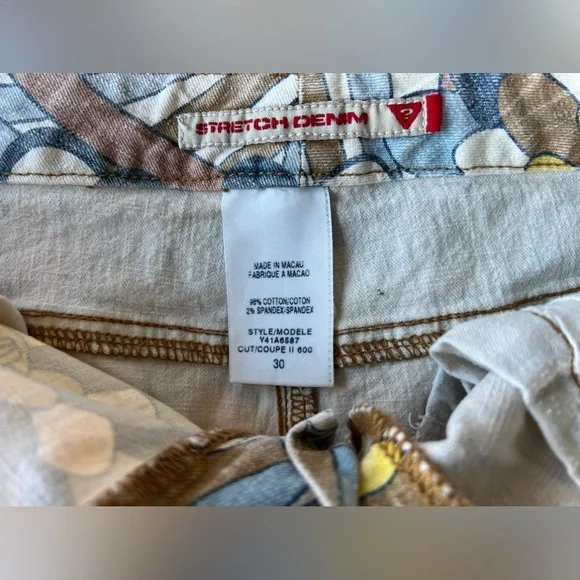 STRETCH DENIM ?
MADE IN MACAU
FABRIQUE A MACAO
98% COTTON/COTON
2% SPANDEX/SPANDEX
STYLE/MODELE
Y41A6587
CUT/COUPE II 600
30